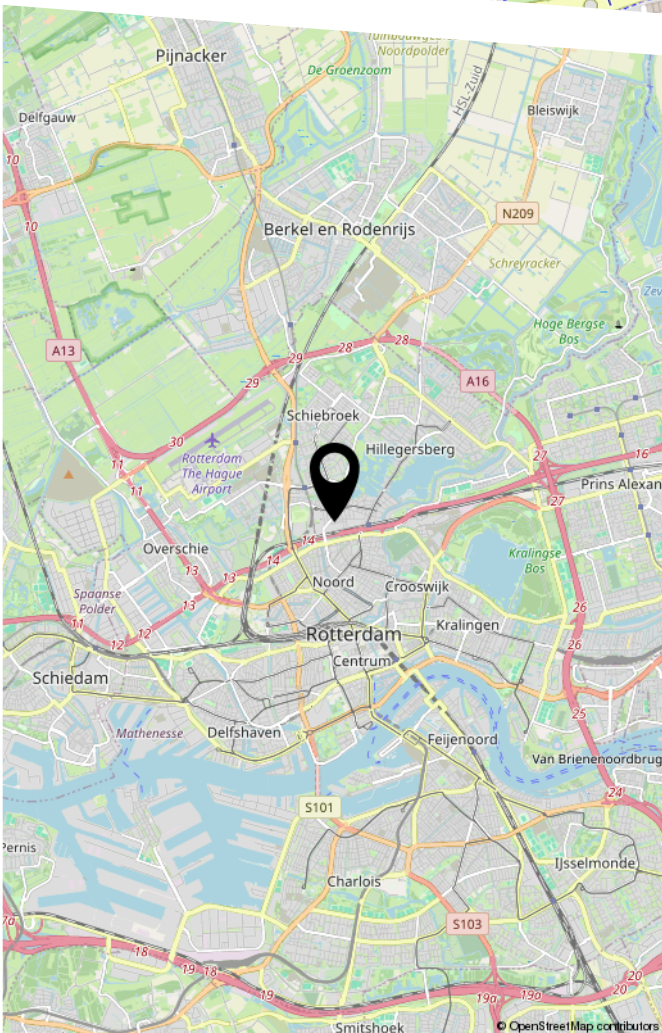 Tuinbouwge
Noordpolder
Pijnacker
De Groenzoom
HSL-Zuid
Delfgauw
Bleiswijk
10
10
N209
Berkel en Rodenrijs
Schreyracker
Zev
Hoge Bergse
Bos
28
28
29
A13
29
A16
Schiebroek
30
Hillegersberg
Rotterdam
The Hague
Airport
11
27
16
11
Prins Alexan
27
14
Overschie
14
Kralingse
Bos
13
13
13
Noord
Crooswijk
Spaanse
Polder
26
11
12
12
Kralingen
Rotterdam
26
Centrum
Schiedam
25
Mathenesse
Delfshaven
Feijenoord
Van Brienenoordbrug
24
S101
Pernis
IJsselmonde
Charlois
7a
S103
18
19
18
20
20
19
19a
19a
Smitshoek
© OpenStreetMap contributors